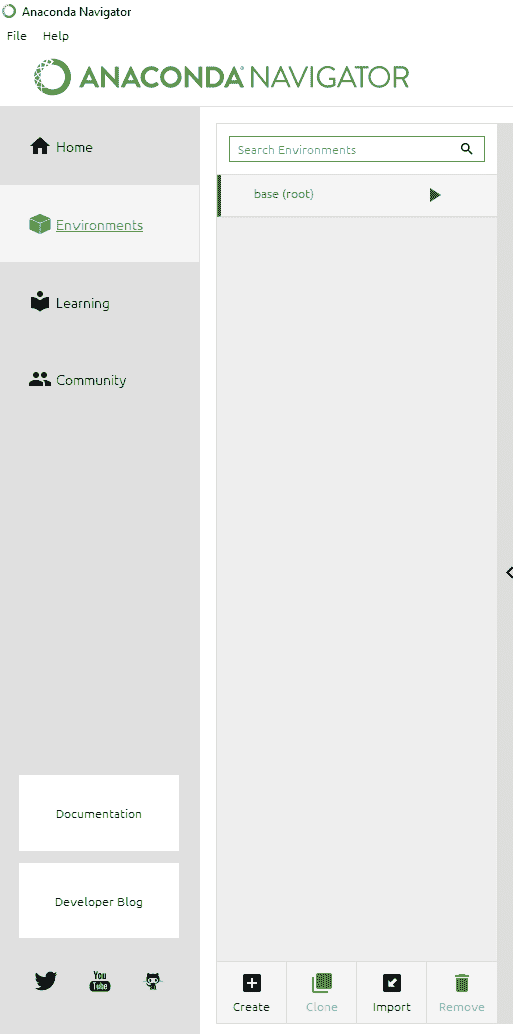 Anaconda Navigator
File Help
ANACONDA NAVIGATOR
Home
Environments
Learning
Community
Documentation
Developer Blog
You
Tube
Search Environments
base (root)
Create Clone Import Remove